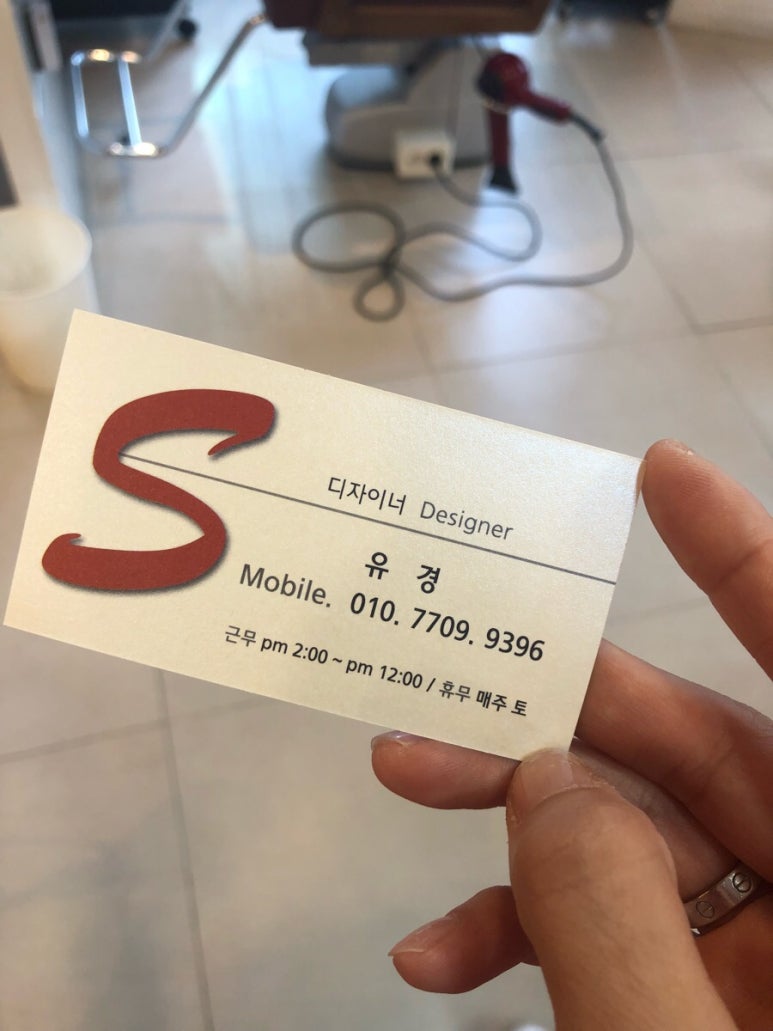 S
디자이너 Designer
유 경
Mobile. 010. 7709. 9396
근무 pm 2:00 ~ pm 12:00 / 휴무 매주 토